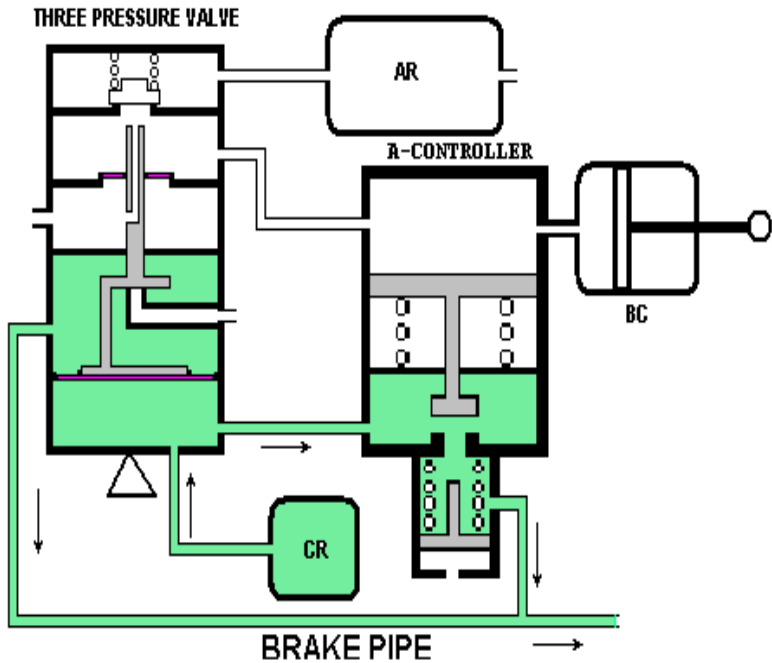 THREE PRESSURE VALVE
AR
A-CONTROLLER
BC
CR
BRAKE PIPE